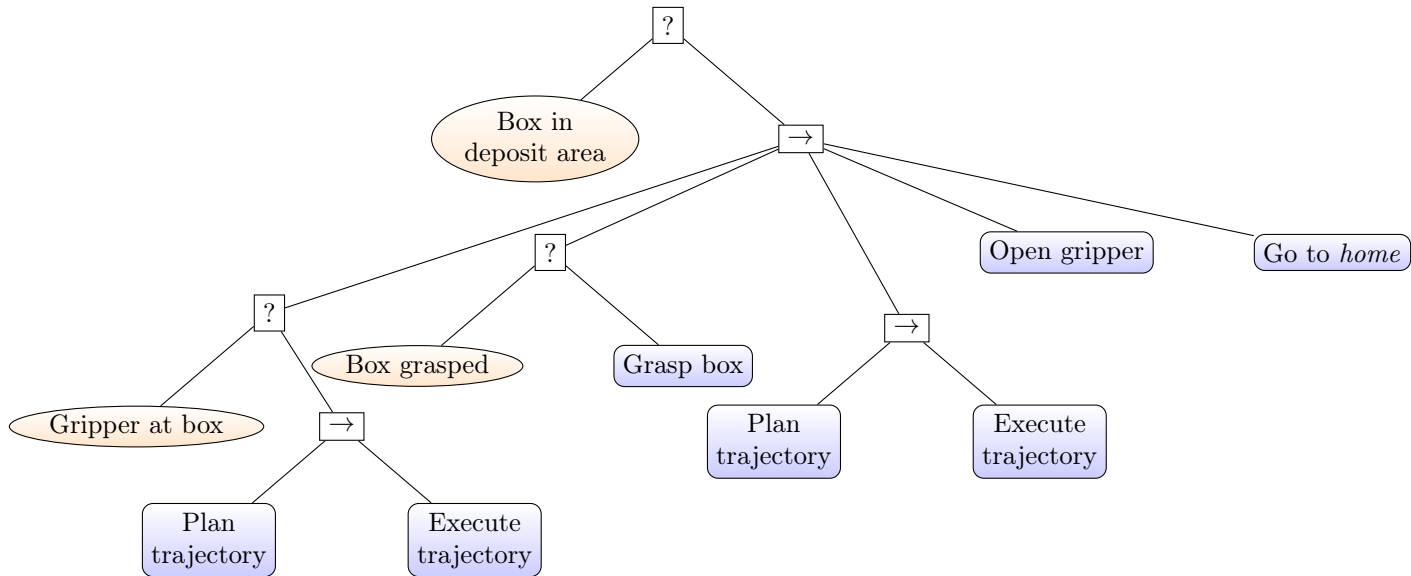 ?
Box in
deposit area
→
?
Open gripper
Go to home
?
→
Box grasped
Grasp box
Gripper at box
→
Plan
trajectory
Execute
trajectory
Plan
trajectory
Execute
trajectory